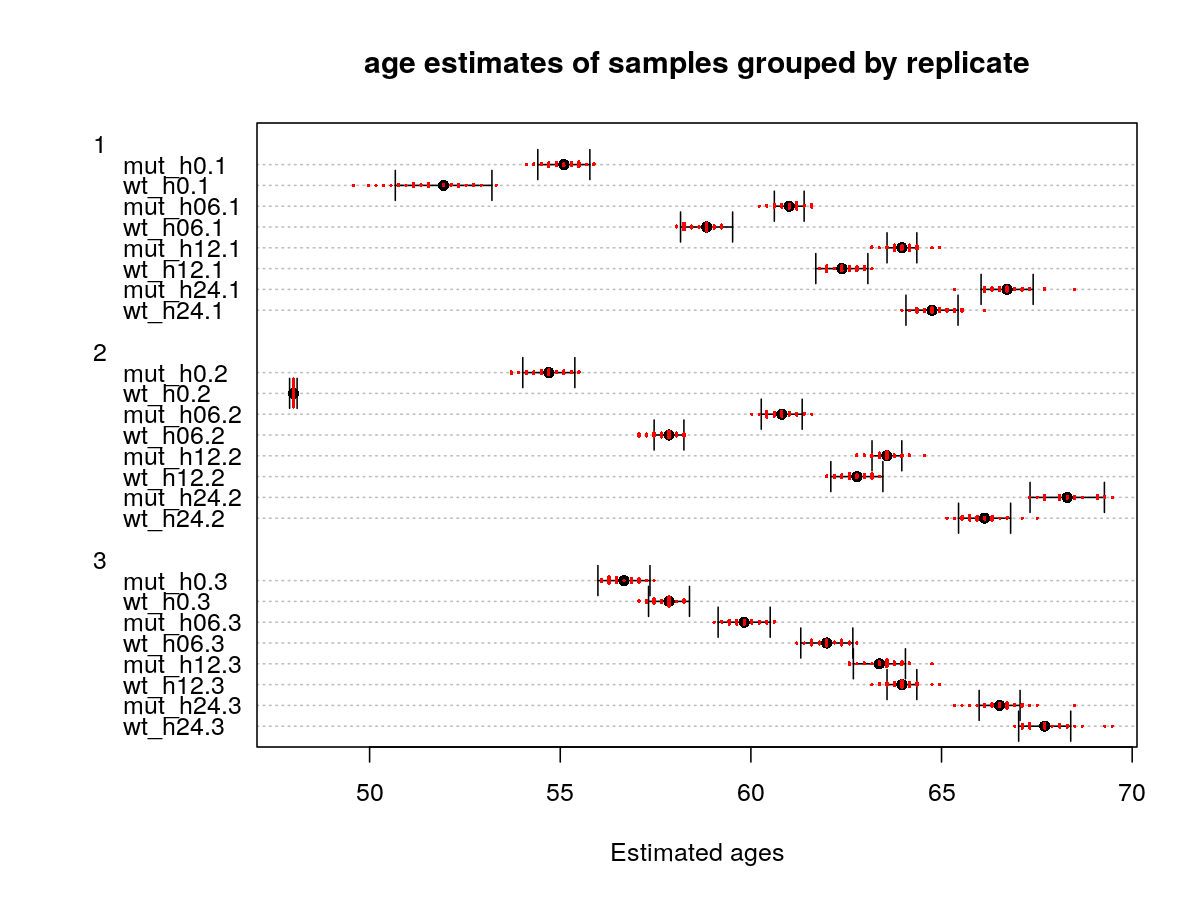 age estimates of samples grouped by replicate
1
mut_h0.1
wt_h0.1
mut_h06.1
wt_h06.1
mut_h12.1
wt_h12.1
mut_h24.1
wt_h24.1
2
mut_h0.2
wt_h0.2
mut_h06.2
wt_h06.2
mut_h12.2
wt_h12.2
mut_h24.2
wt_h24.2
3
mut_h0.3
wt_h0.3
mut_h06.3
wt_h06.3
mut_h12.3
wt_h12.3
mut_h24.3
wt_h24.3
50 55 60 65 70
Estimated ages